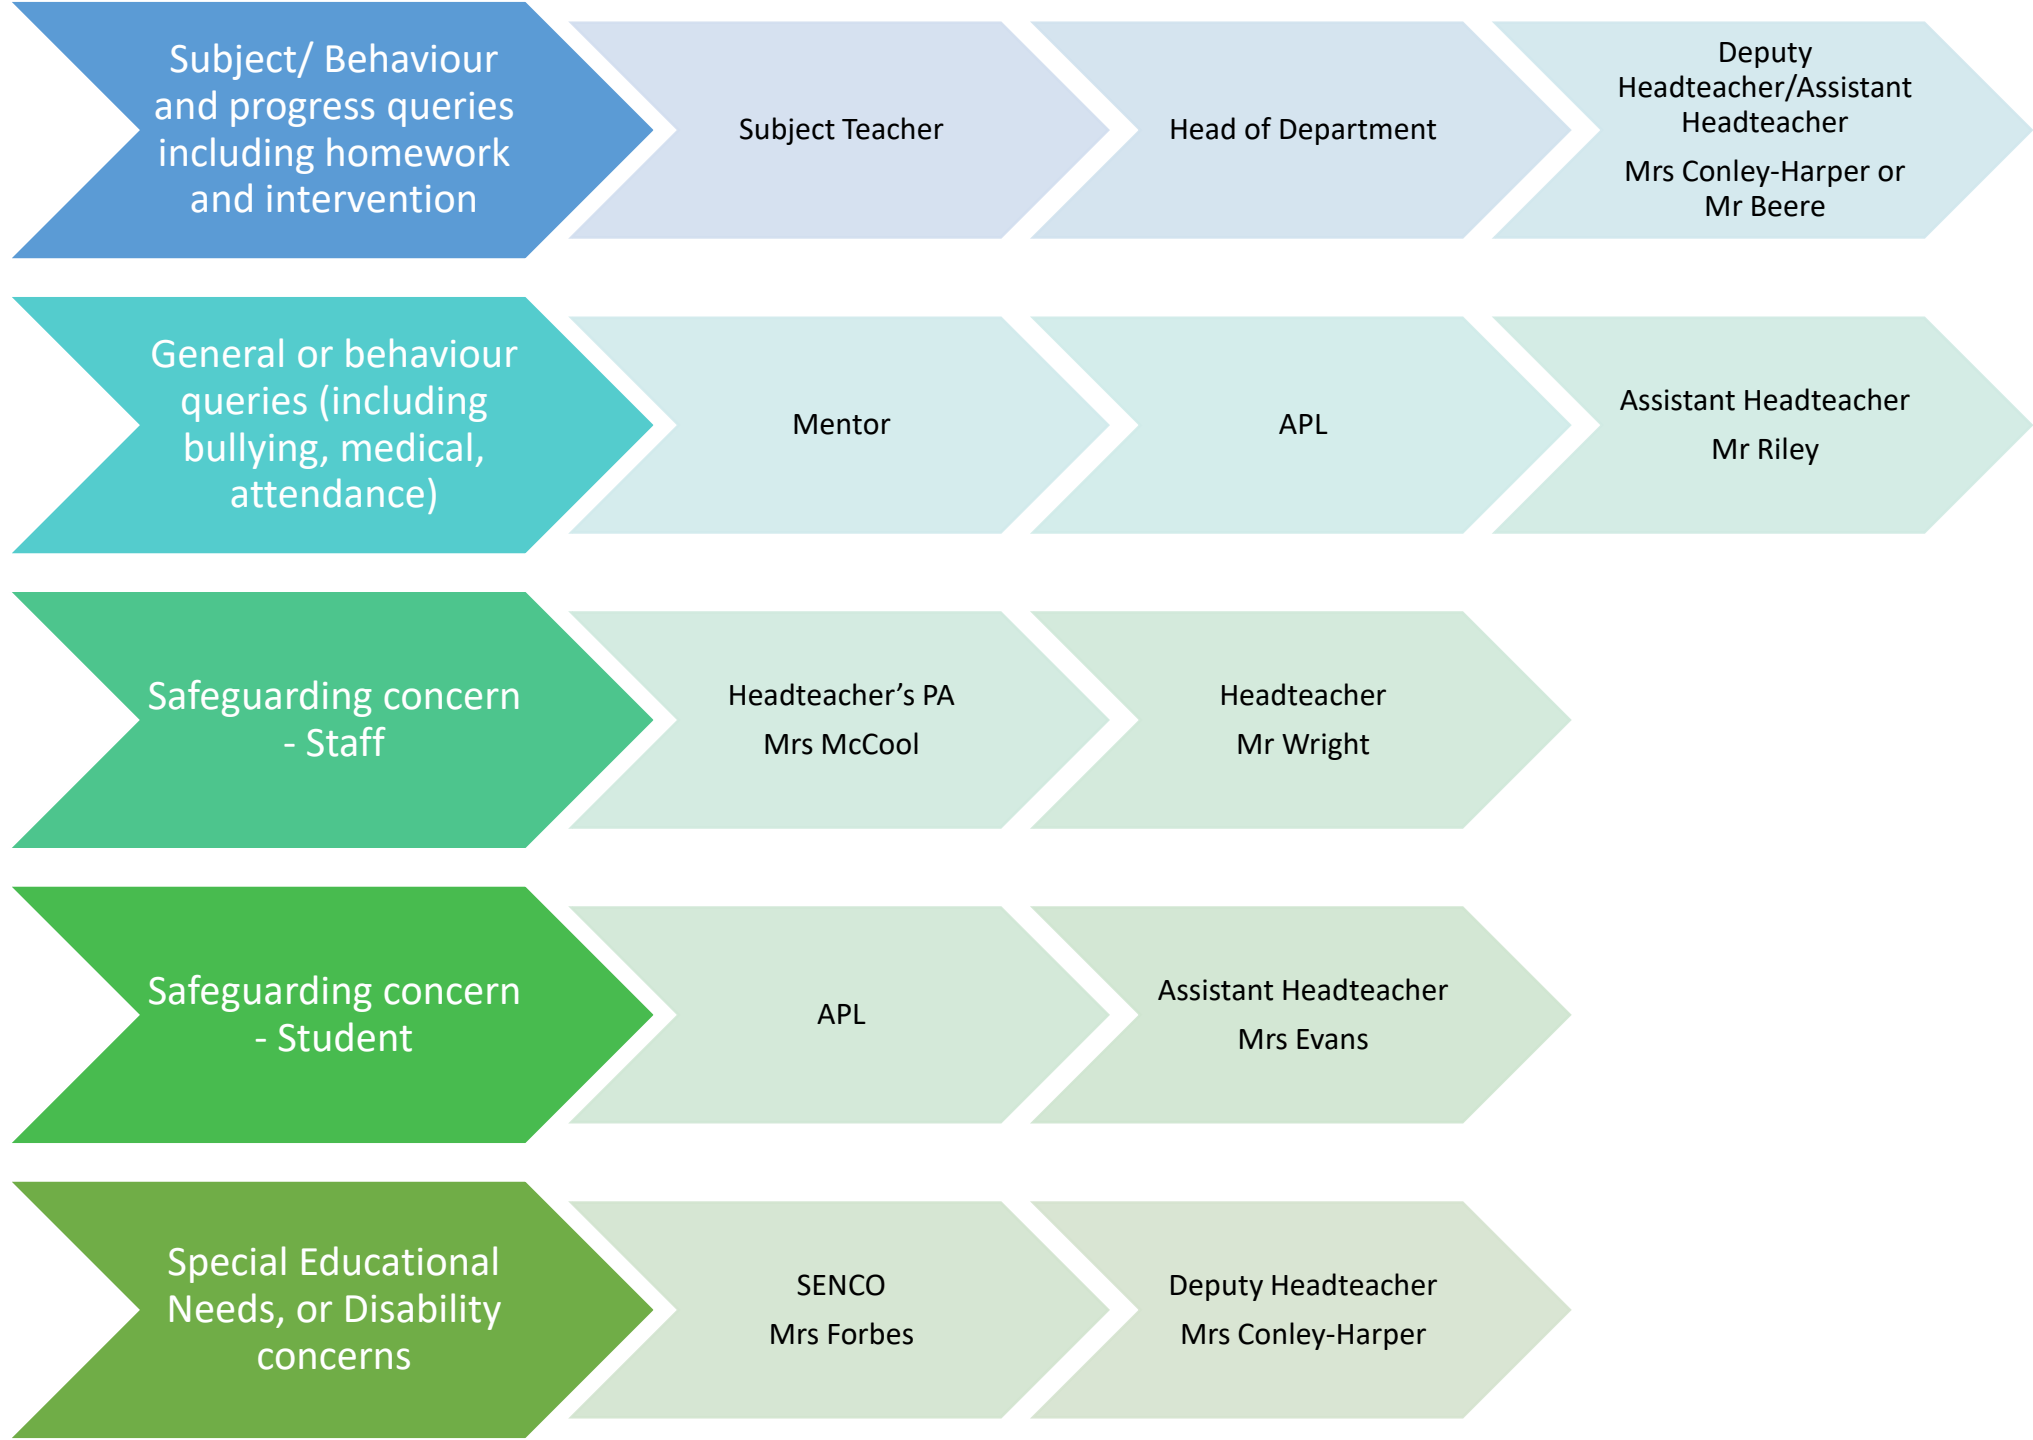 Subject/ Behaviour
and progress queries
including homework
and intervention
Subject Teacher
Head of Department
Deputy
Headteacher/Assistant
Headteacher
Mrs Conley-Harper or
Mr Beere
General or behaviour
queries (including
bullying, medical,
attendance)
Mentor
APL
Assistant Headteacher
Mr Riley
Safeguarding concern
- Staff
Headteacher’s PA
Mrs McCool
Headteacher
Mr Wright
Safeguarding concern
- Student
APL
Assistant Headteacher
Mrs Evans
Special Educational
Needs, or Disability
concerns
SENCO
Mrs Forbes
Deputy Headteacher
Mrs Conley-Harper